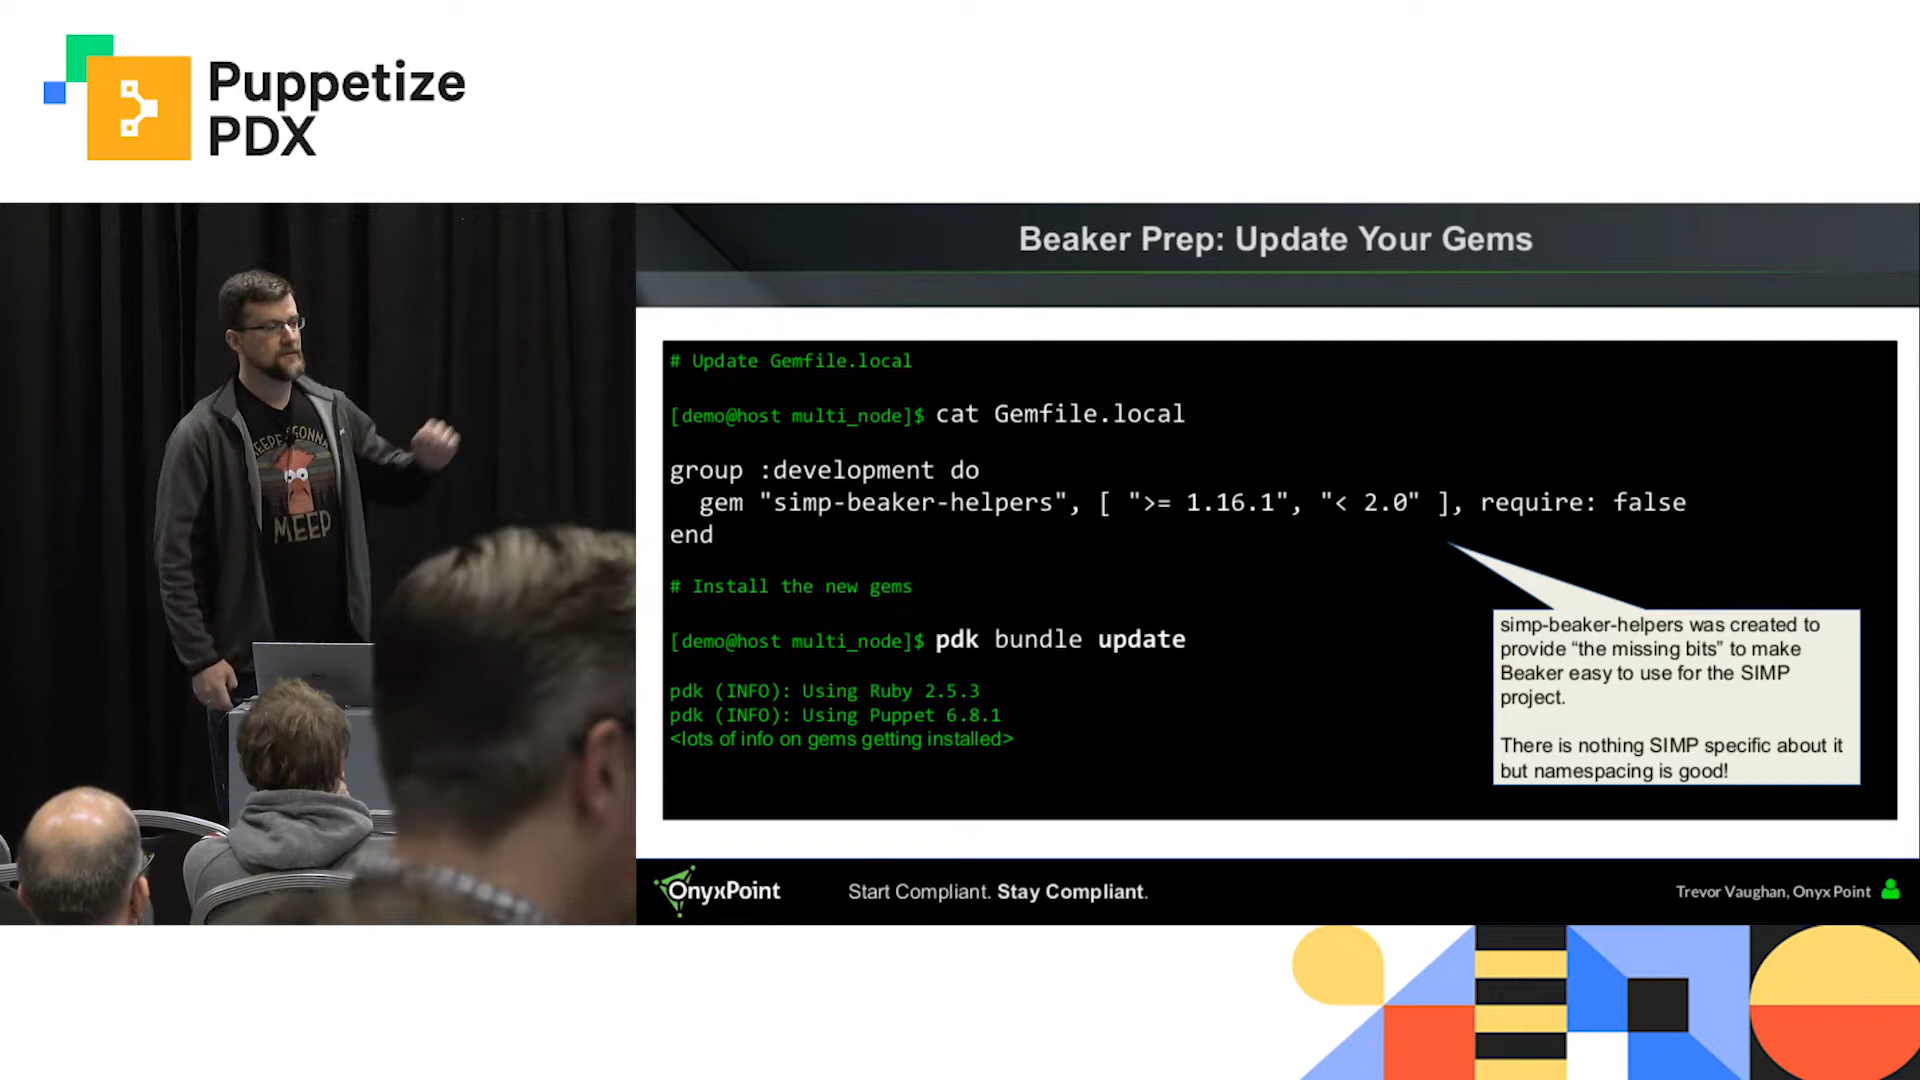 Puppetize
PDX
Beaker Prep: Update Your Gems
# Update Gemfile.local
[demo@host multi_node]$ cat Gemfile.local
group :development do
gem "simp-beaker-helpers", [ ">= 1.16.1", "< 2.0" ], require: false
end
# Install the new gems
[demo@host multi_node]$ pdk bundle update
pdk (INFO): Using Ruby 2.5.3
pdk (INFO): Using Puppet 6.8.1
<lots of info on gems getting installed>
simp-beaker-helpers was created to
provide “the missing bits” to make
Beaker easy to use for the SIMP
project.
There is nothing SIMP specific about it
but namespacing is good!
GONNA
MEEP
OnyxPoint
Start Compliant. Stay Compliant.
Trevor Vaughan, Onyx Point